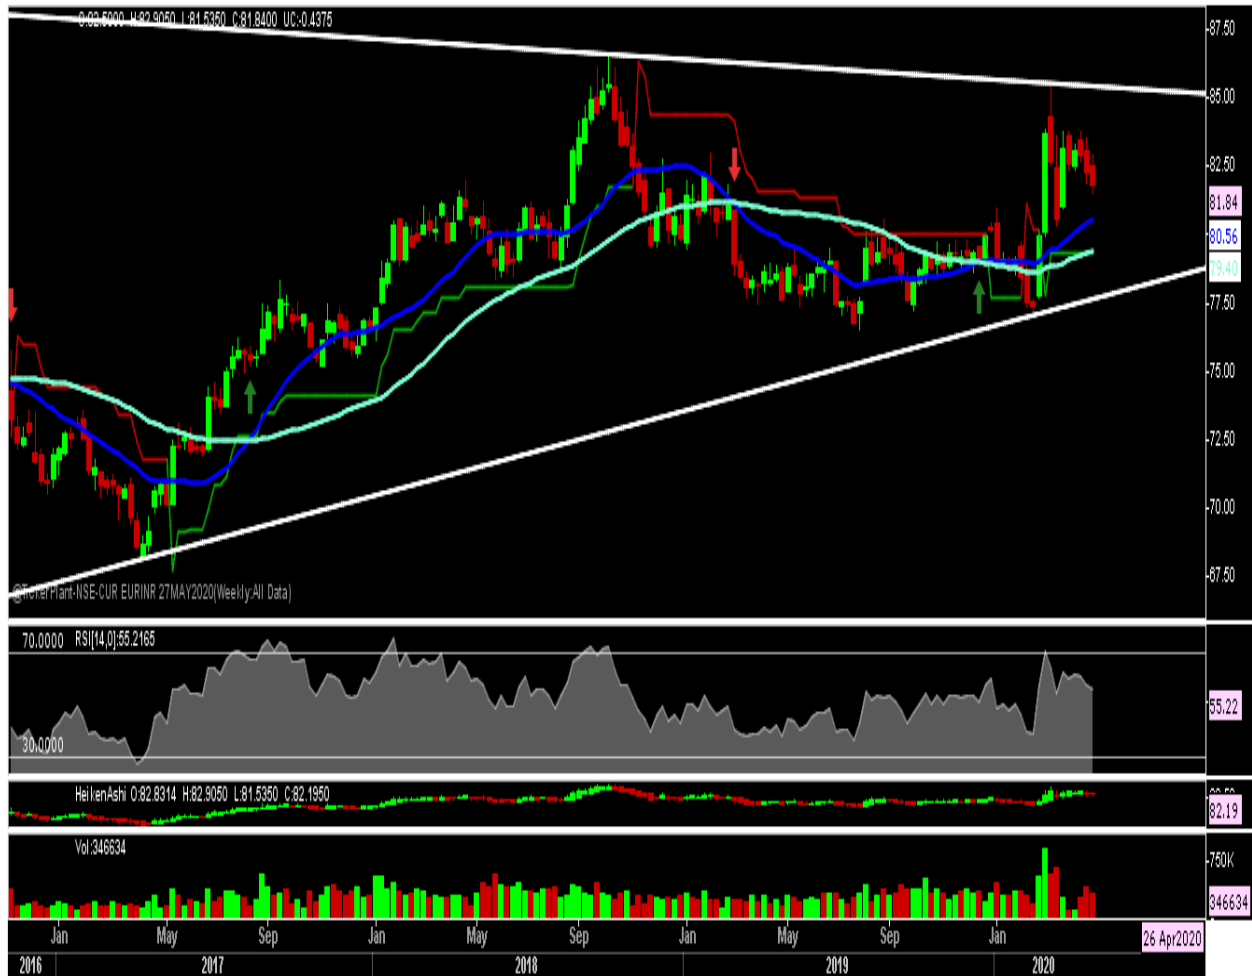 O:82.5000 H:82.9050 L:81.5350 C:81.8400 UC:-0.4375
87.50
85.00
82.50
81.84
80.56
79.40
77.50
75.00
72.50
70.00
67.50
@TickerPlant-NSE-CUR EURINR 27MAY2020(Weekly:All Data)
70.0000 RSI[14,0]:55.2165
55.22
30.0000
HeikenAshi O:82.8314 H:82.9050 L:81.5350 C:82.1950
82.19
Vol:346634
750K
346634
Jan May Sep Jan May Sep Jan May Sep Jan 26 Apr2020
2016 2017 2018 2019 2020